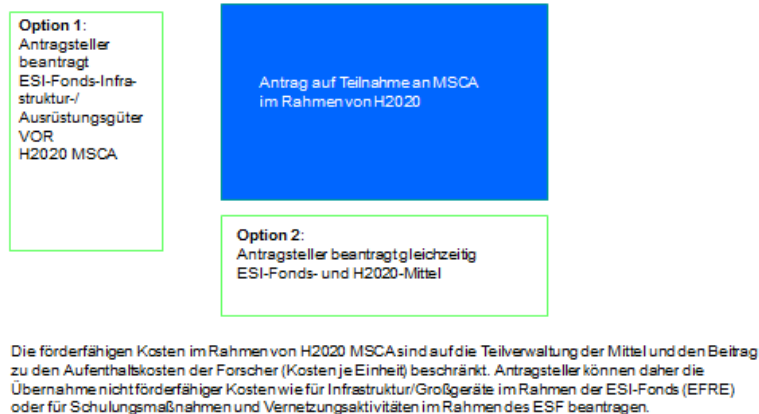 Option 1:
Antragsteller
beantragt
ESI-Fonds-Infra-
struktur-/
Ausrüstungsgüter
VOR
H2020 MSCA
Antrag auf Teilnahme an MSCA
im Rahmen von H2020
Option 2:
Antragsteller beantragt gleichzeitig
ESI-Fonds- und H2020-Mittel
Die förderfähigen Kosten im Rahmen von H2020 MSCA sind auf die Teilverwaltung der Mittel und den Beitrag
zu den Aufenthaltskosten der Forscher (Kosten je Einheit) beschränkt. Antragsteller können daher die
Übernahme nicht förderfähiger Kosten wie für Infrastruktur/Großgeräte im Rahmen der ESI-Fonds (EFRE)
oder für Schulungsmaßnahmen und Vernetzungsaktivitäten im Rahmen des ESF beantragen.